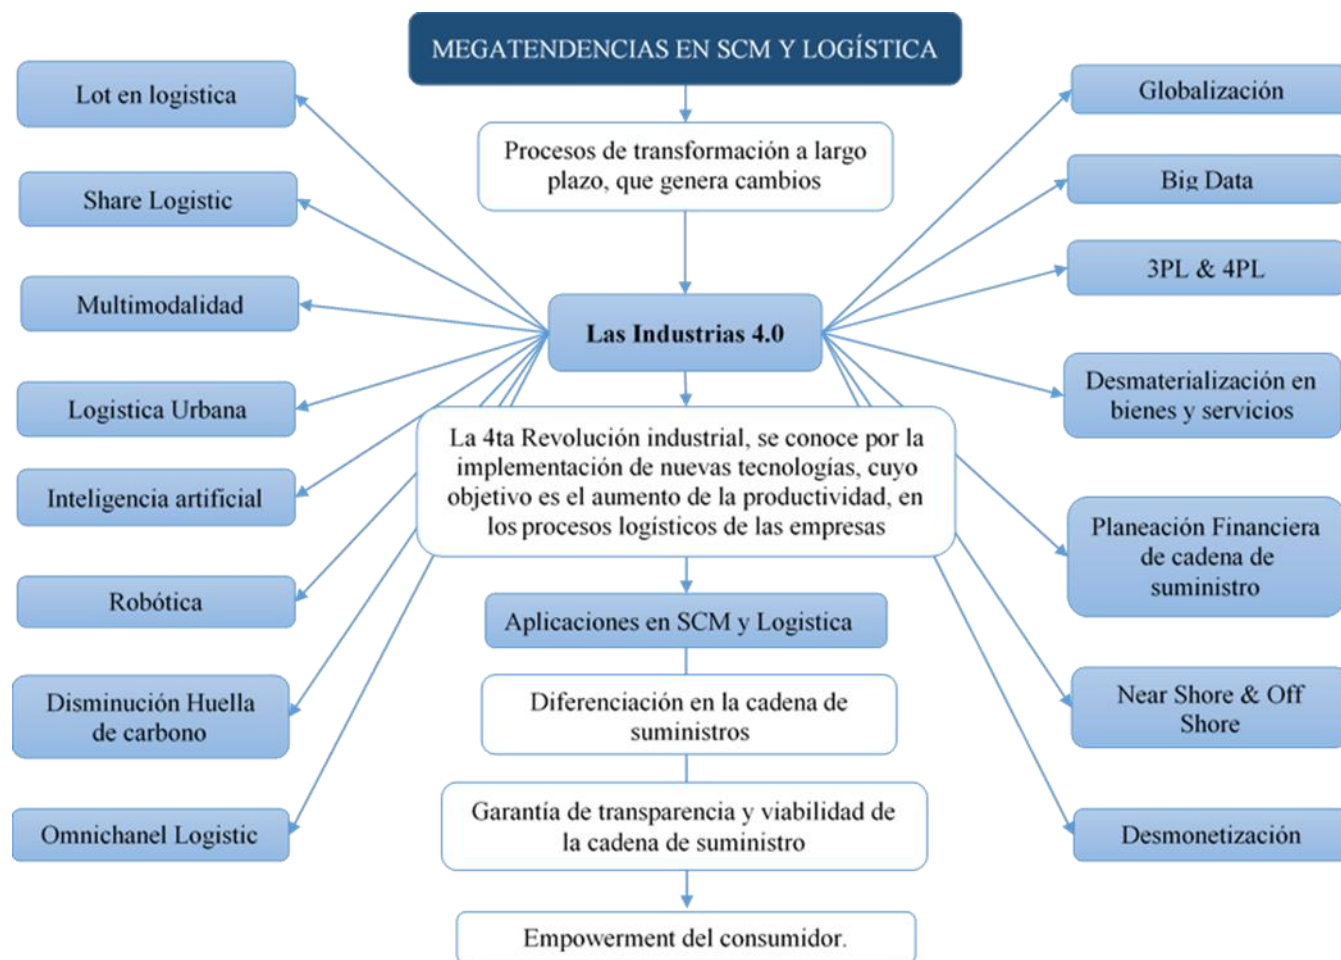 MEGATENDENCIAS EN SCM Y LOGÍSTICA
Procesos de transformación a largo
plazo, que genera cambios
Las Industrias 4.0
La 4ta Revolución industrial, se conoce por la
implementación de nuevas tecnologías, cuyo
objetivo es el aumento de la productividad, en
los procesos logísticos de las empresas
Aplicaciones en SCM y Logistica
Diferenciación en la cadena de
suministros
Garantía de transparencia y viabilidad de
la cadena de suministro
Empowerment del consumidor.
Lot en logistica
Share Logistic
Multimodalidad
Logistica Urbana
Inteligencia artificial
Robótica
Disminución Huella
de carbono
Omnichanel Logistic
Globalización
Big Data
3PL & 4PL
Desmaterialización en
bienes y servicios
Planeación Financiera
de cadena de
suministro
Near Shore & Off
Shore
Desmonetización